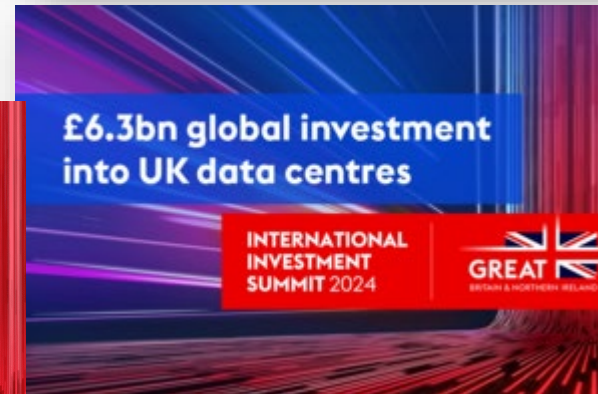 £6.3bn global investment
into UK data centres
INTERNATIONAL
INVESTMENT
SUMMIT 2024
GREAT
BRITAIN & NORTHERN IRELAND